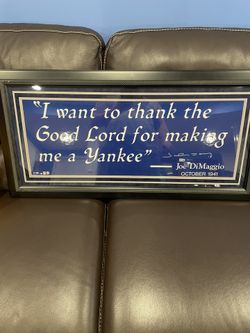 "I want to thank the
Good Lord for making
me a Yankee"
Joe DiMaggio
OCTOBER 1941